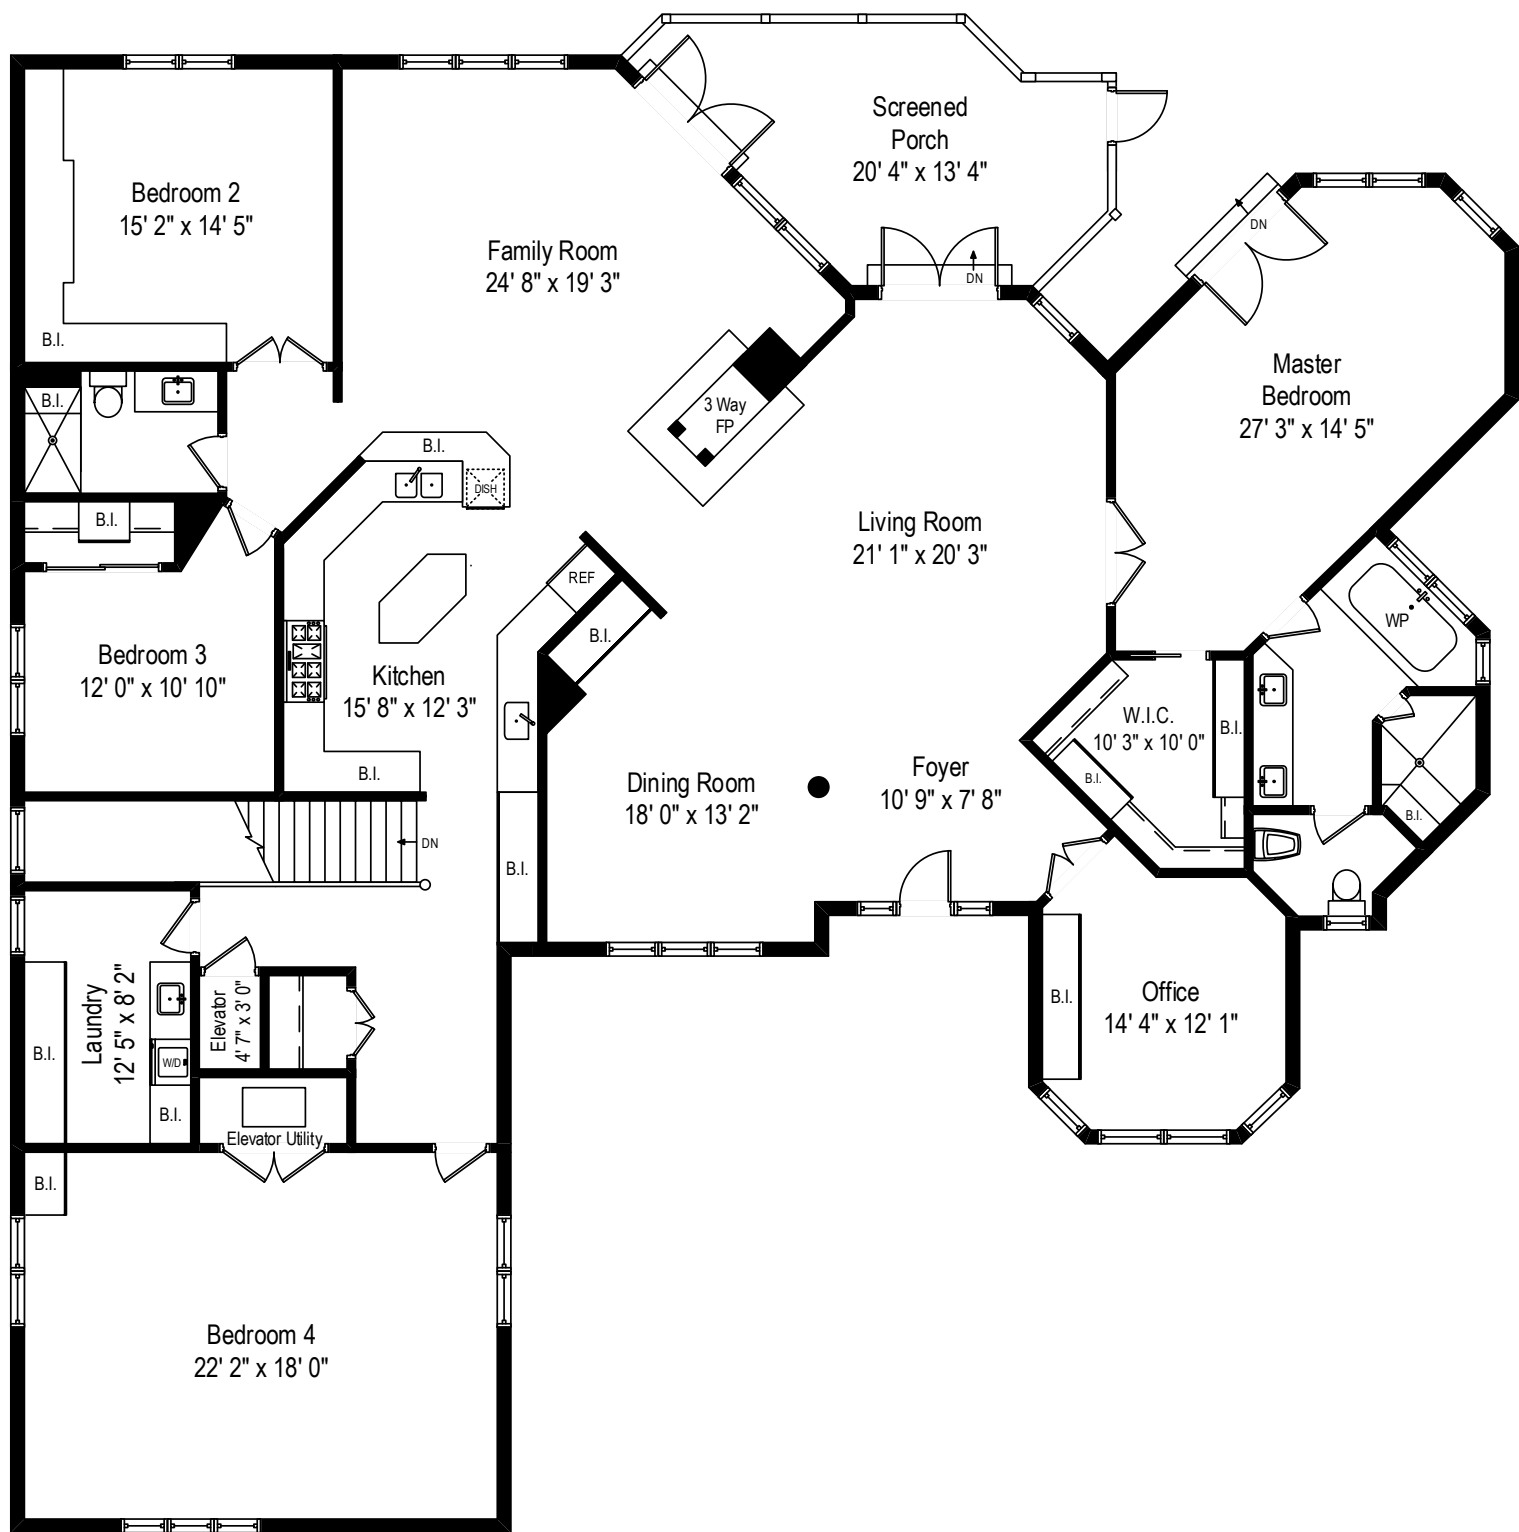 Screened
Porch
20' 4" x 13' 4"
Bedroom 2
15' 2" x 14' 5"
B.I.
Family Room
24' 8" x 19' 3"
DN
DN
Master
Bedroom
27' 3" x 14' 5"
B.I.
3 Way
FP
B.I.
DISH
B.I.
Living Room
21' 1" x 20' 3"
REF
B.I.
WP
Bedroom 3
12' 0" x 10' 10"
Kitchen
15' 8" x 12' 3"
B.I.
W.I.C.
10' 3" x 10' 0"
B.I.
B.I.
B.I.
Dining Room
18' 0" x 13' 2"
Foyer
10' 9" x 7' 8"
DN
B.I.
Laundry
12' 5" x 8' 2"
B.I.
W/D
B.I.
Elevator
4' 7" x 3' 0"
Elevator Utility
B.I.
Office
14' 4" x 12' 1"
B.I.
Bedroom 4
22' 2" x 18' 0"